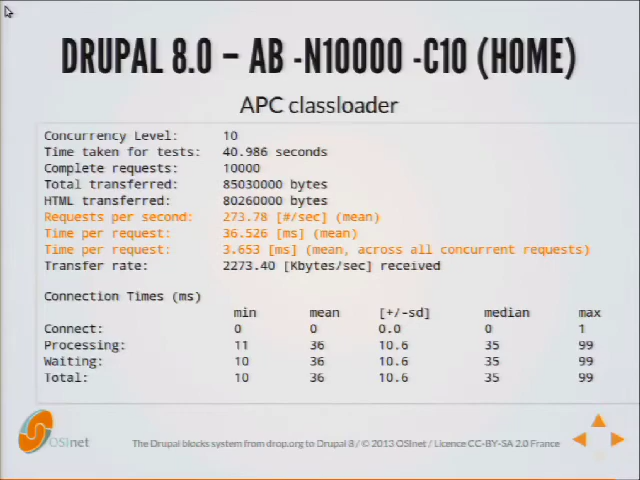 DRUPAL 8.0 – AB -N10000 -C10 (HOME)
APC classloader
Concurrency Level: 10
Time taken for tests: 40.986 seconds
Complete requests: 10000
Total transferred: 85030000 bytes
HTML transferred: 80260000 bytes
Requests per second: 273.78 [#/sec] (mean)
Time per request: 36.526 [ms] (mean)
Time per request: 3.653 [ms] (mean, across all concurrent requests)
Transfer rate: 2273.40 [Kbytes/sec] received
Connection Times (ms)
min mean [+/-sd] median max
Connect: 0 0 0.0 0 1
Processing: 11 36 10.6 35 99
Waiting: 10 36 10.6 35 99
Total: 10 36 10.6 35 99
OSInet
The Drupal blocks system from drop.org to Drupal 8 / © 2013 OSInet / Licence CC-BY-SA 2.0 France